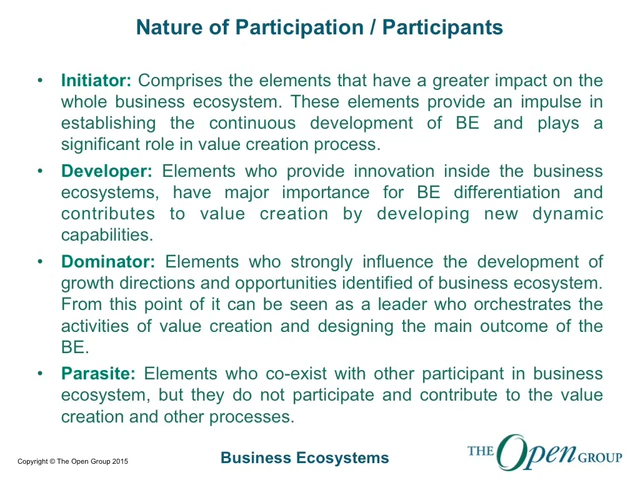 Nature of Participation / Participants
• Initiator: Comprises the elements that have a greater impact on the
whole business ecosystem. These elements provide an impulse in
establishing the continuous development of BE and plays a
significant role in value creation process.
• Developer: Elements who provide innovation inside the business
ecosystems, have major importance for BE differentiation and
contributes to value creation by developing new dynamic
capabilities.
• Dominator: Elements who strongly influence the development of
growth directions and opportunities identified of business ecosystem.
From this point of it can be seen as a leader who orchestrates the
activities of value creation and designing the main outcome of the
BE.
• Parasite: Elements who co-exist with other participant in business
ecosystem, but they do not participate and contribute to the value
creation and other processes.
Copyright © The Open Group 2015
Business Ecosystems
THE Open GROUP